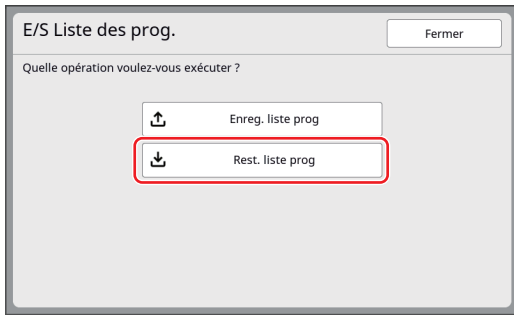 E/S Liste des prog.
Fermer
Quelle opération voulez-vous exécuter ?
Enreg. liste prog
Rest. liste prog